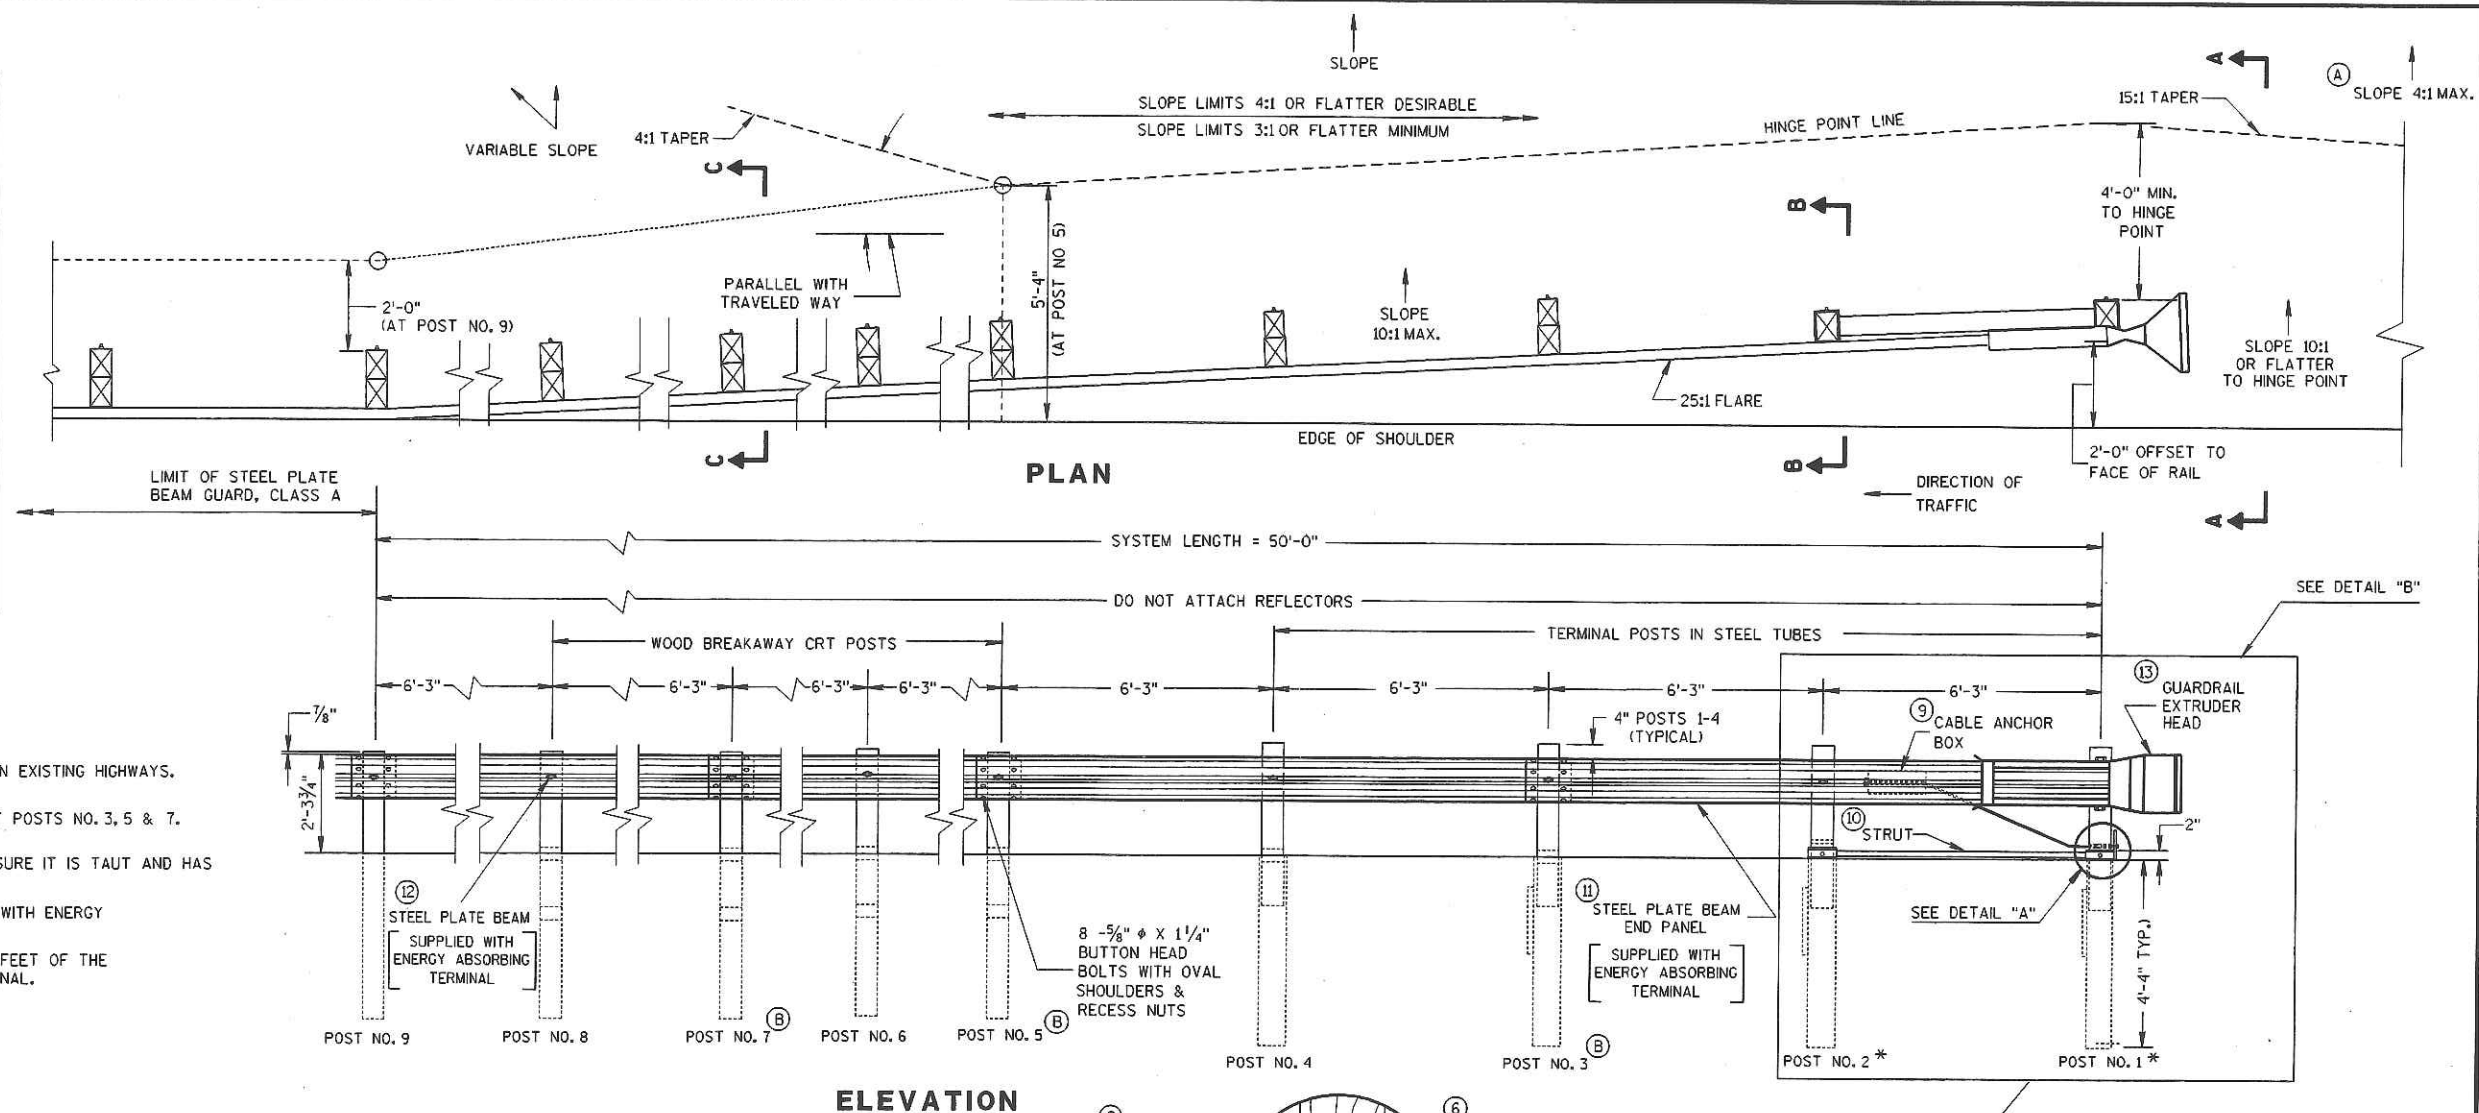 SLOPE
A
A
SLOPE 4:1 MAX.
SLOPE LIMITS 4:1 OR FLATTER DESIRABLE
SLOPE LIMITS 3:1 OR FLATTER MINIMUM
15:1 TAPER
HINGE POINT LINE
4:1 TAPER
VARIABLE SLOPE
C
B
4'-0" MIN.
TO HINGE
POINT
5'-4"
(AT POST NO 5)
PARALLEL WITH
TRAVELED WAY
2'-0"
(AT POST NO. 9)
SLOPE
10:1 MAX.
SLOPE 10:1
OR FLATTER
TO HINGE POINT
25:1 FLARE
EDGE OF SHOULDER
C
B
2'-0" OFFSET TO
FACE OF RAIL
PLAN
LIMIT OF STEEL PLATE
BEAM GUARD, CLASS A
DIRECTION OF
TRAFFIC
A
SYSTEM LENGTH = 50'-0"
SEE DETAIL "B"
DO NOT ATTACH REFLECTORS
WOOD BREAKAWAY CRT POSTS
TERMINAL POSTS IN STEEL TUBES
6'-3"
6'-3"
6'-3"
6'-3"
6'-3"
6'-3"
6'-3"
6'-3"
13
GUARDRAIL
EXTRUDER
HEAD
7/8"
4" POSTS 1-4
(TYPICAL)
9
CABLE ANCHOR
BOX
N EXISTING HIGHWAYS.
2'-3 3/4"
POSTS NO. 3, 5 & 7.
10
STRUT
2"
SURE IT IS TAUT AND HAS
12
STEEL PLATE BEAM
SUPPLIED WITH
ENERGY ABSORBING
TERMINAL
11
STEEL PLATE BEAM
END PANEL
SUPPLIED WITH
ENERGY ABSORBING
TERMINAL
SEE DETAIL "A"
WITH ENERGY
8 -5/8" ϕ X 1 1/4"
BUTTON HEAD
BOLTS WITH OVAL
SHOULDERS &
RECESS NUTS
4'-4" TYP.)
FEET OF THE
NAL.
POST NO. 9
POST NO. 8
POST NO. 7 B
POST NO. 6
POST NO. 5 B
POST NO. 4
POST NO. 3 B
POST NO. 2 *
POST NO. 1 *
ELEVATION
6